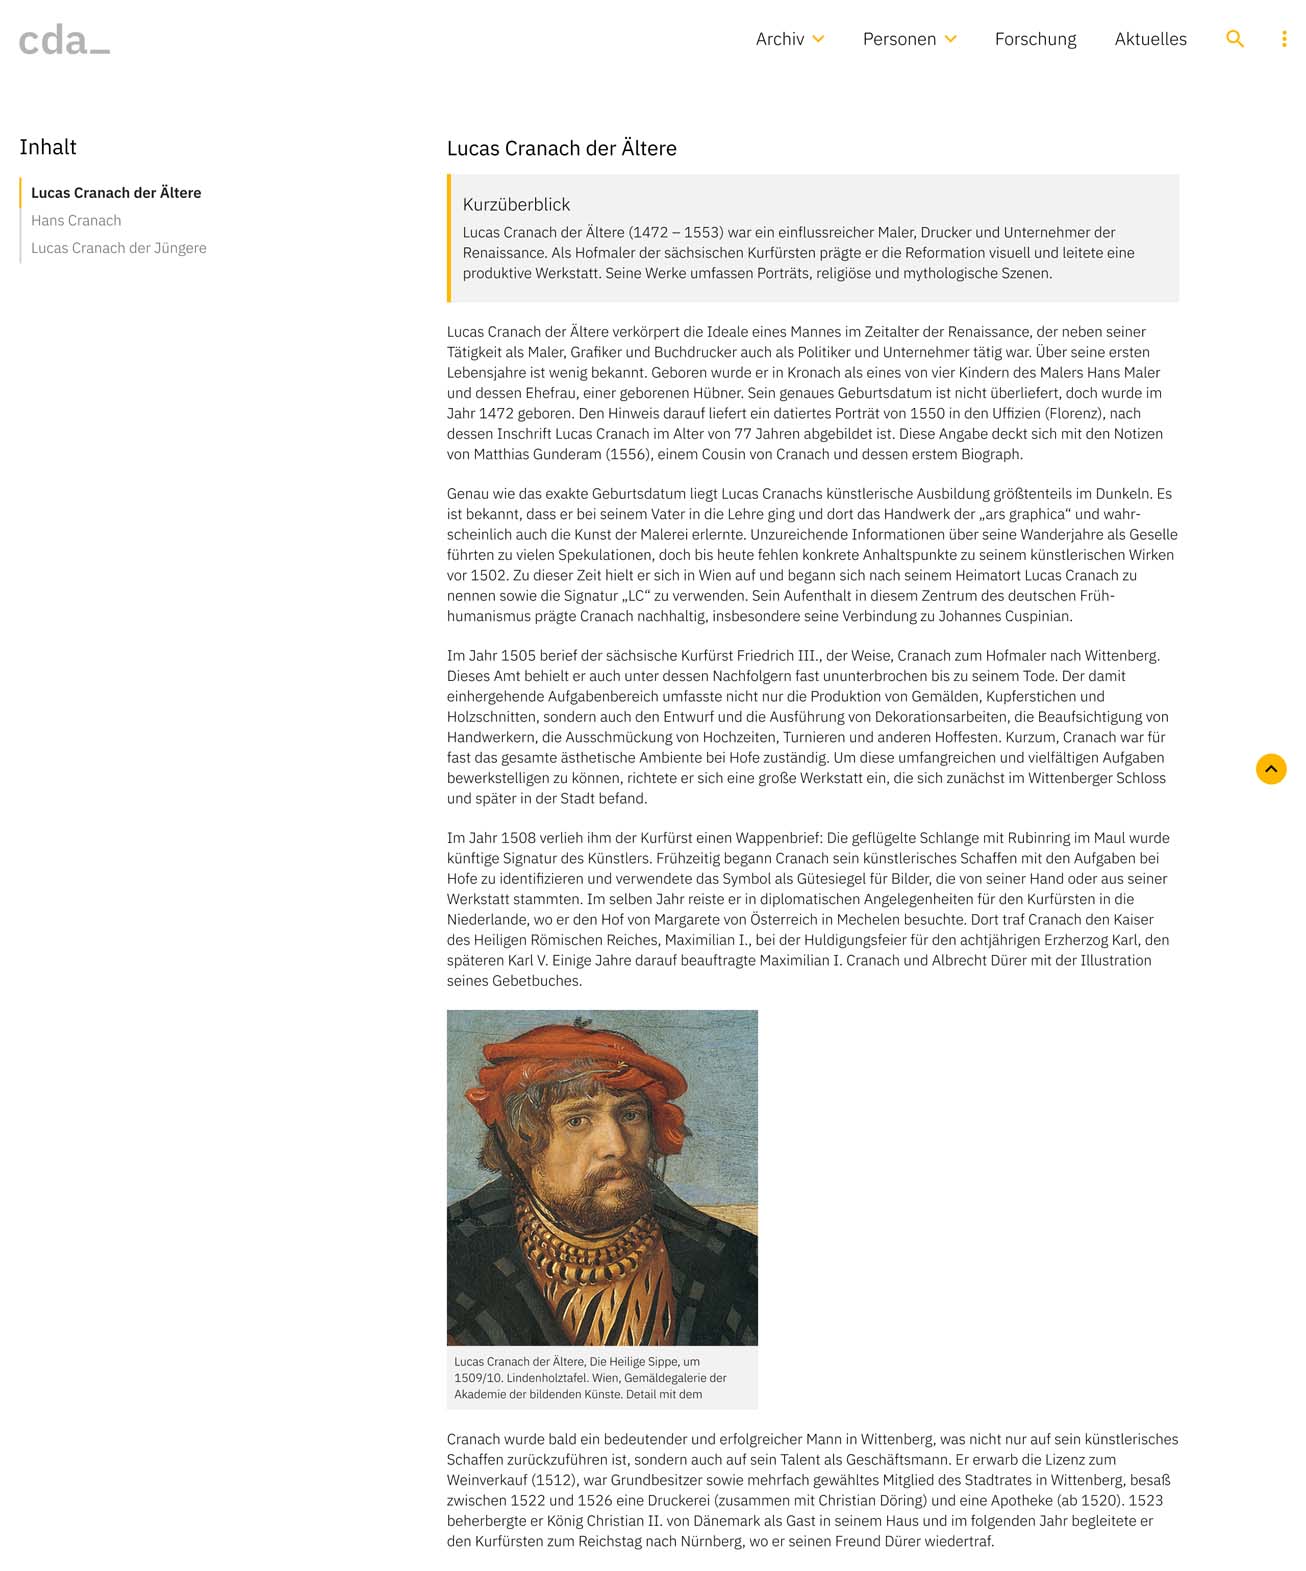 cda_
Archiv
Personen
Forschung
Aktuelles
Inhalt
Lucas Cranach der Ältere
Hans Cranach
Lucas Cranach der Jüngere
Lucas Cranach der Ältere
Kurzüberblick
Lucas Cranach der Ältere (1472 – 1553) war ein einflussreicher Maler, Drucker und Unternehmer der
Renaissance. Als Hofmaler der sächsischen Kurfürsten prägte er die Reformation visuell und leitete eine
produktive Werkstatt. Seine Werke umfassen Porträts, religiöse und mythologische Szenen.
Lucas Cranach der Ältere verkörpert die Ideale eines Mannes im Zeitalter der Renaissance, der neben seiner
Tätigkeit als Maler, Grafiker und Buchdrucker auch als Politiker und Unternehmer tätig war. Über seine ersten
Lebensjahre ist wenig bekannt. Geboren wurde er in Kronach als eines von vier Kindern des Malers Hans Maler
und dessen Ehefrau, einer geborenen Hübner. Sein genaues Geburtsdatum ist nicht überliefert, doch wurde im
Jahr 1472 geboren. Den Hinweis darauf liefert ein datiertes Porträt von 1550 in den Uffizien (Florenz), nach
dessen Inschrift Lucas Cranach im Alter von 77 Jahren abgebildet ist. Diese Angabe deckt sich mit den Notizen
von Matthias Gunderam (1556), einem Cousin von Cranach und dessen erstem Biograph.
Genau wie das exakte Geburtsdatum liegt Lucas Cranachs künstlerische Ausbildung größtenteils im Dunkeln. Es
ist bekannt, dass er bei seinem Vater in die Lehre ging und dort das Handwerk der „ars graphica“ und wahr-
scheinlich auch die Kunst der Malerei erlernte. Unzureichende Informationen über seine Wanderjahre als Geselle
führten zu vielen Spekulationen, doch bis heute fehlen konkrete Anhaltspunkte zu seinem künstlerischen Wirken
vor 1502. Zu dieser Zeit hielt er sich in Wien auf und begann sich nach seinem Heimatort Lucas Cranach zu
nennen sowie die Signatur „LC“ zu verwenden. Sein Aufenthalt in diesem Zentrum des deutschen Früh-
humanismus prägte Cranach nachhaltig, insbesondere seine Verbindung zu Johannes Cuspinian.
Im Jahr 1505 berief der sächsische Kurfürst Friedrich III., der Weise, Cranach zum Hofmaler nach Wittenberg.
Dieses Amt behielt er auch unter dessen Nachfolgern fast ununterbrochen bis zu seinem Tode. Der damit
einhergehende Aufgabenbereich umfasste nicht nur die Produktion von Gemälden, Kupferstichen und
Holzschnitten, sondern auch den Entwurf und die Ausführung von Dekorationsarbeiten, die Beaufsichtigung von
Handwerkern, die Ausschmückung von Hochzeiten, Turnieren und anderen Hoffesten. Kurzum, Cranach war für
fast das gesamte ästhetische Ambiente bei Hofe zuständig. Um diese umfangreichen und vielfältigen Aufgaben
bewerkstelligen zu können, richtete er sich eine große Werkstatt ein, die sich zunächst im Wittenberger Schloss
und später in der Stadt befand.
Im Jahr 1508 verlieh ihm der Kurfürst einen Wappenbrief: Die geflügelte Schlange mit Rubinring im Maul wurde
künftige Signatur des Künstlers. Frühzeitig begann Cranach sein künstlerisches Schaffen mit den Aufgaben bei
Hofe zu identifizieren und verwendete das Symbol als Gütesiegel für Bilder, die von seiner Hand oder aus seiner
Werkstatt stammten. Im selben Jahr reiste er in diplomatischen Angelegenheiten für den Kurfürsten in die
Niederlande, wo er den Hof von Margarete von Österreich in Mechelen besuchte. Dort traf Cranach den Kaiser
des Heiligen Römischen Reiches, Maximilian I., bei der Huldigungsfeier für den achtjährigen Erzherzog Karl, den
späteren Karl V. Einige Jahre darauf beauftragte Maximilian I. Cranach und Albrecht Dürer mit der Illustration
seines Gebetbuches.
Lucas Cranach der Ältere, Die Heilige Sippe, um
1509/10. Lindenholztafel. Wien, Gemäldegalerie der
Akademie der bildenden Künste. Detail mit dem
Cranach wurde bald ein bedeutender und erfolgreicher Mann in Wittenberg, was nicht nur auf sein künstlerisches
Schaffen zurückzuführen ist, sondern auch auf sein Talent als Geschäftsmann. Er erwarb die Lizenz zum
Weinverkauf (1512), war Grundbesitzer sowie mehrfach gewähltes Mitglied des Stadtrates in Wittenberg, besaß
zwischen 1522 und 1526 eine Druckerei (zusammen mit Christian Döring) und eine Apotheke (ab 1520). 1523
beherbergte er König Christian II. von Dänemark als Gast in seinem Haus und im folgenden Jahr begleitete er
den Kurfürsten zum Reichstag nach Nürnberg, wo er seinen Freund Dürer wiedertraf.